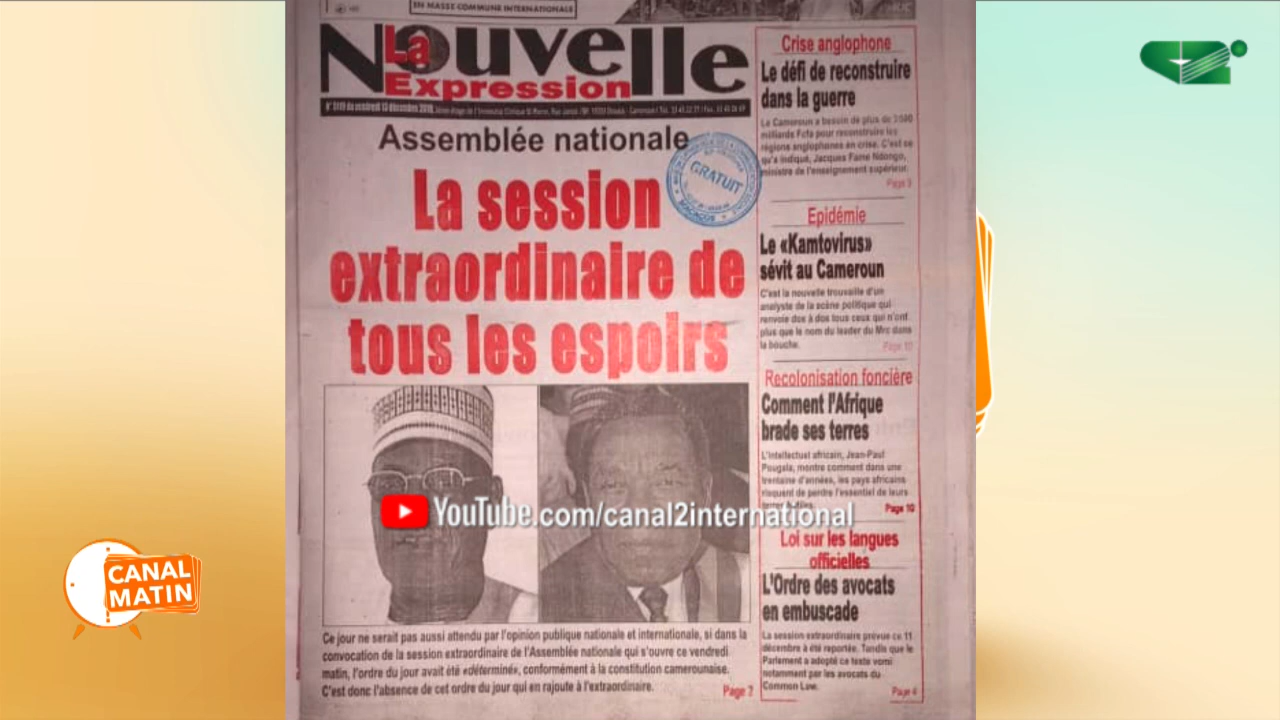 EN MASSE COMMUNE INTERNATIONALE
La
Nouvelle
Expression
du vendredi 13 décembre 2019
Assemblée nationale
GRATUIT
La session
extraordinaire de
tous les espoirs
Ce jour ne serait pas aussi attendu par l'opinion publique nationale et internationale, si dans la
convocation de la session extraordinaire de l'Assemblée nationale qui s'ouvre ce vendredi
matin, l'ordre du jour avait été «déterminé», conformément à la constitution camerounaise.
C'est donc l'absence de cet ordre du jour qui en rajoute à l'extraordinaire.
Page 2
Crise anglophone
Le défi de reconstruire
dans la guerre
Le Cameroun a besoin de plus de
milliards Fcfa pour reconstruire les
régions anglophones en crise. C'est ce
qu'a indiqué, Jacques Fame Ndongo,
ministre de l'enseignement supérieur.
Page 3
Epidémie
Le «Kamtovirus»
sévit au Cameroun
C'est la nouvelle trouvaille d'un
analyste de la scène politique qui
renvoie dos à dos tous ceux qui n'ont
plus que le nom du leader du Mrc dans
la bouche.
Page 10
Recolonisation foncière
Comment l'Afrique
brade ses terres
L'intellectuel africain, Jean-Paul
Pougala, montre comment dans une
trentaine d'années, les pays africains
risquent de perdre l'essentiel de leurs
Page 10
Loi sur les langues
officielles
L'Ordre des avocats
en embuscade
La session extraordinaire prévue ce 11
décembre a été reportée. Tandis que le
Parlement a adopté ce texte vomi
notamment par les avocats du
Common Law.
Page 4
YouTube.com/canal2international
CANAL
MATIN